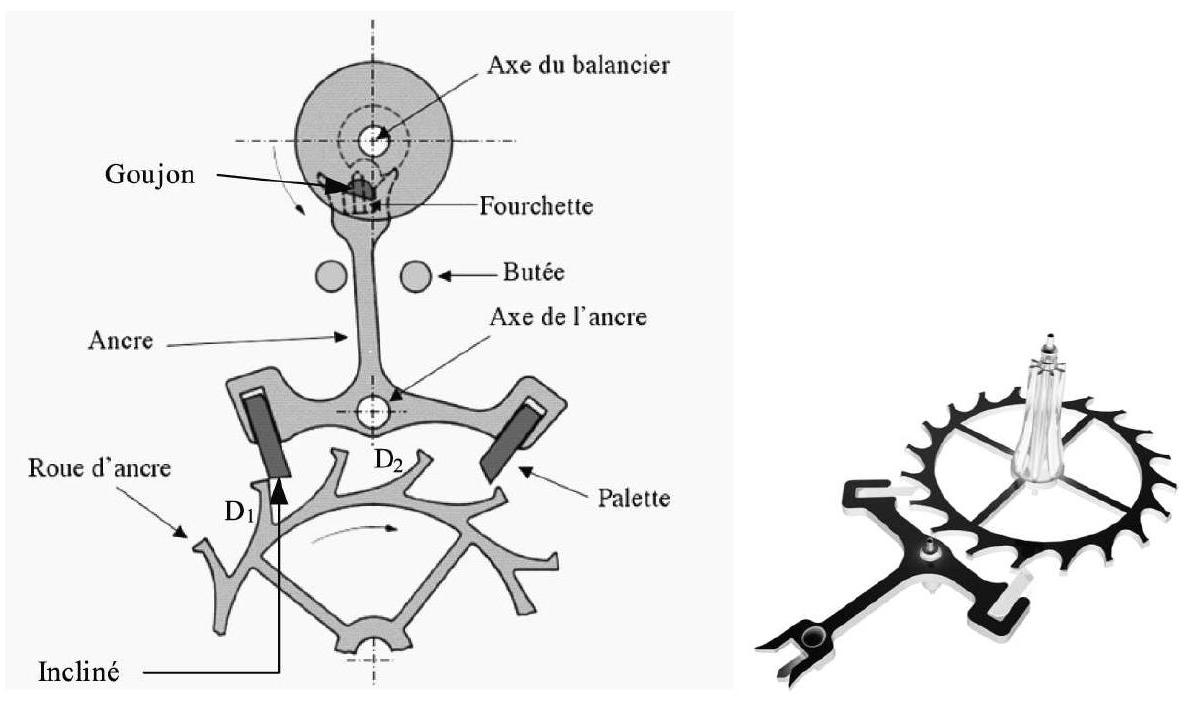 Axe du balancier
Goujon
Fourchette
Butée
Axe de l'ancre
Ancre
D2
Roue d'ancre
D1
Palette
Incliné